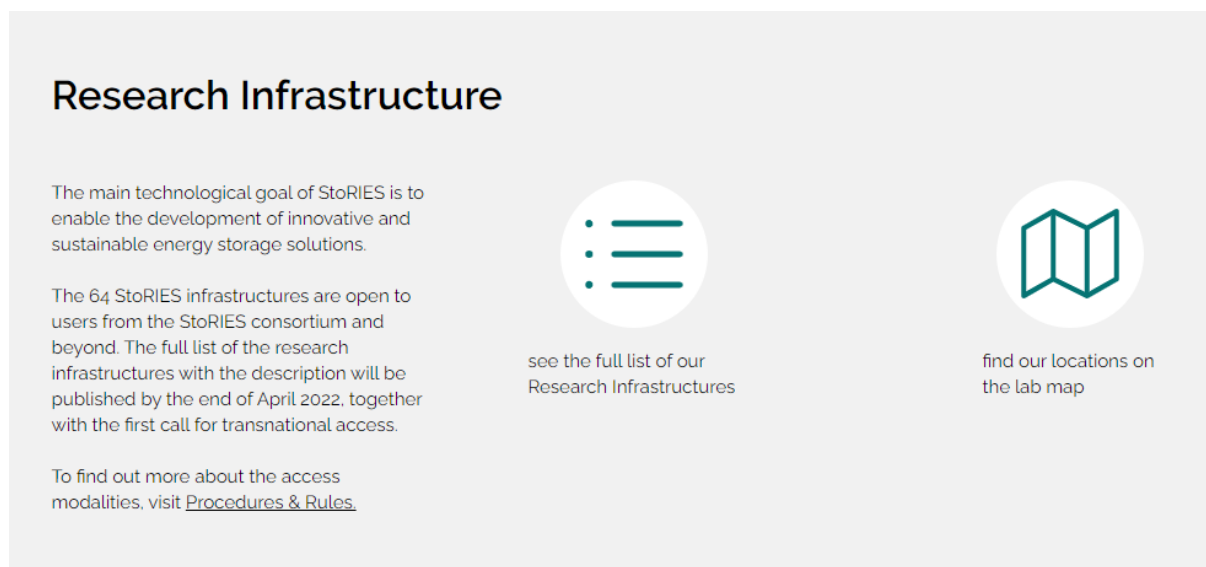 Research Infrastructure
The main technological goal of StoRIES is to
enable the development of innovative and
sustainable energy storage solutions.
The 64 StoRIES infrastructures are open to
users from the StoRIES consortium and
beyond. The full list of the research
infrastructures with the description will be
published by the end of April 2022, together
with the first call for transnational access.
To find out more about the access
modalities, visit Procedures & Rules.
see the full list of our
Research Infrastructures
find our locations on
the lab map